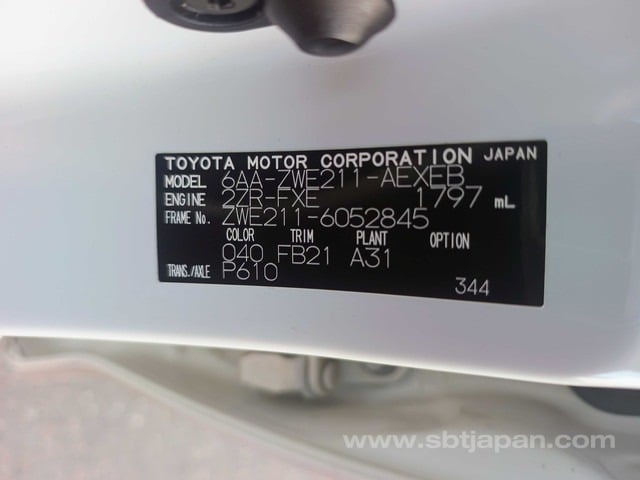 TOYOTA MOTOR CORPORATION JAPAN
MODEL 6AA-ZWE211-AEXEB
ENGINE 2ZR-FXE 1797 mL
FRAME No. ZWE211-6052845
COLOR TRIM PLANT OPTION
040 FB21 A31
TRANS./AXLE P610
344
www.sbtjapan.com